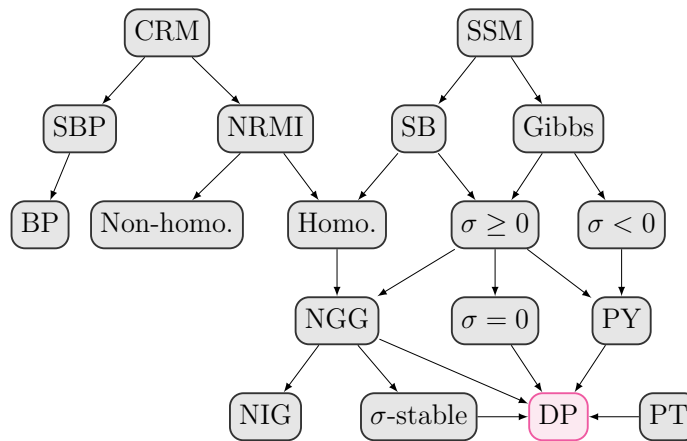 CRM
SSM
SBP
NRMI
SB
Gibbs
BP
Non-homo.
Homo.
σ ≥ 0
σ < 0
NGG
σ = 0
PY
NIG
σ-stable
DP
PT